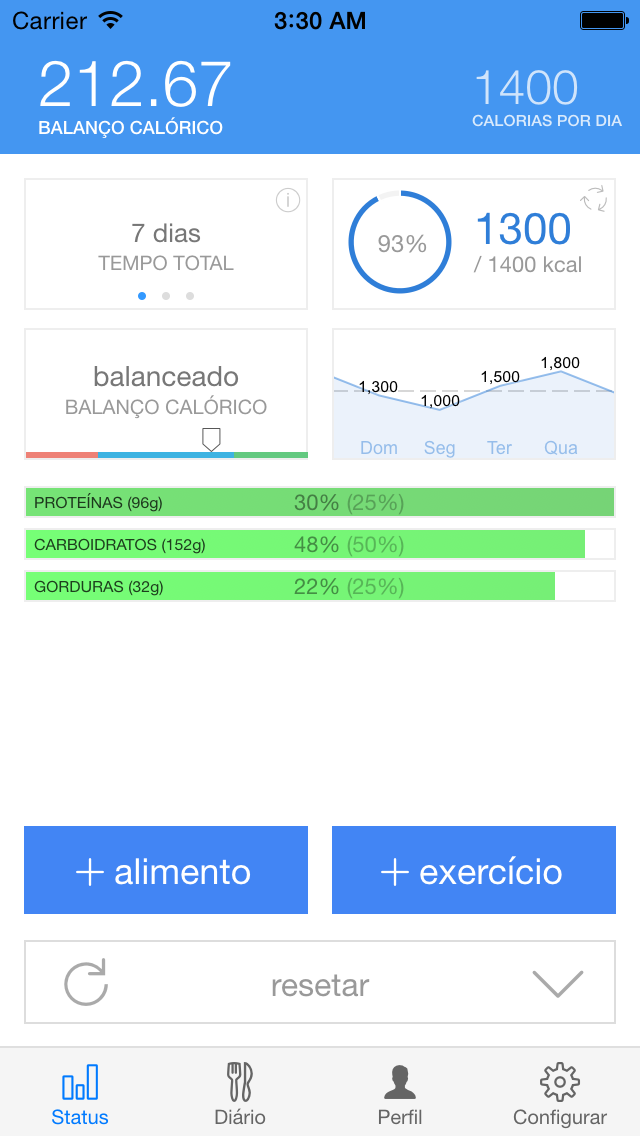 Carrier 3:30 AM
212.67
BALANÇO CALÓRICO
1400
CALORIAS POR DIA
7 dias
TEMPO TOTAL
93%
1300
/ 1400 kcal
balanceado
BALANÇO CALÓRICO
1,300
1,000
1,500
1,800
Dom Seg Ter Qua
PROTEÍNAS (96g) 30% (25%)
CARBOIDRATOS (152g) 48% (50%)
GORDURAS (32g) 22% (25%)
+ alimento
+ exercício
resetar
Status Diário Perfil Configurar